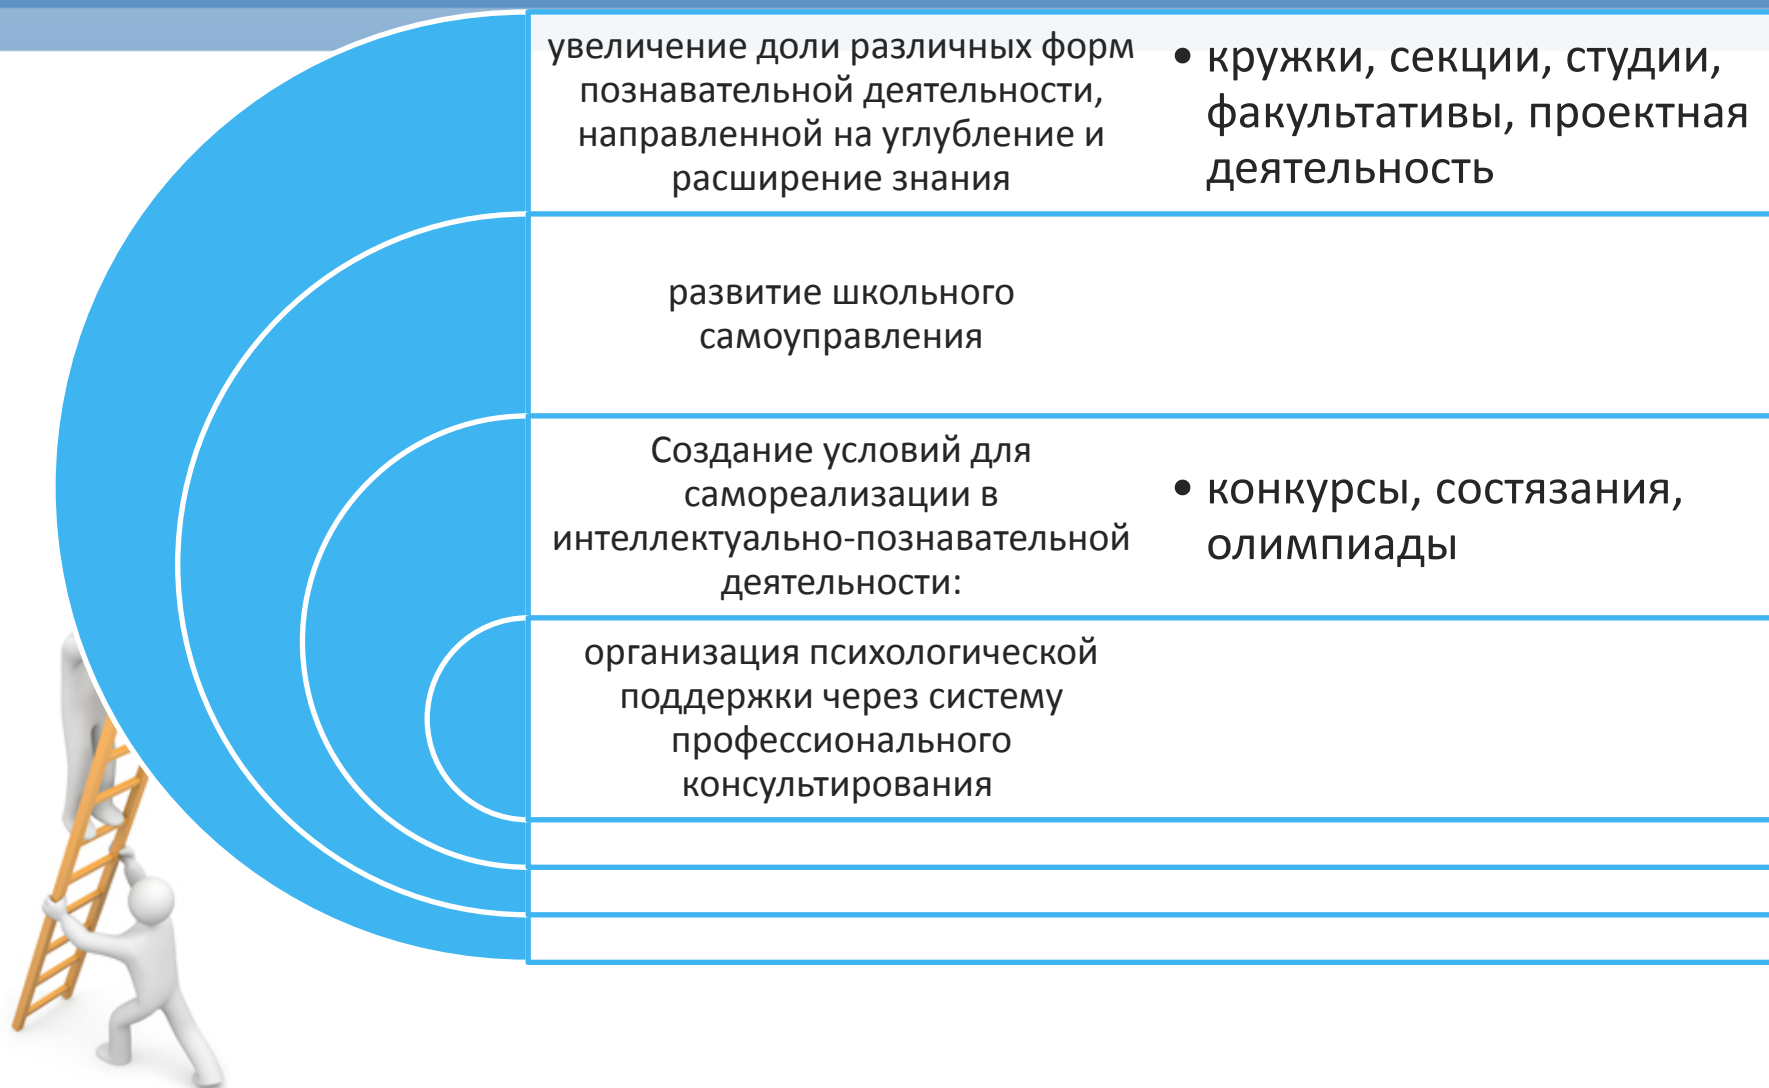 увеличение доли различных форм
познавательной деятельности,
направленной на углубление и
расширение знания
• кружки, секции, студии,
факультативы, проектная
деятельность
развитие школьного
самоуправления
Создание условий для
самореализации в
интеллектуально-познавательной
деятельности:
• конкурсы, состязания,
олимпиады
организация психологической
поддержки через систему
профессионального
консультирования